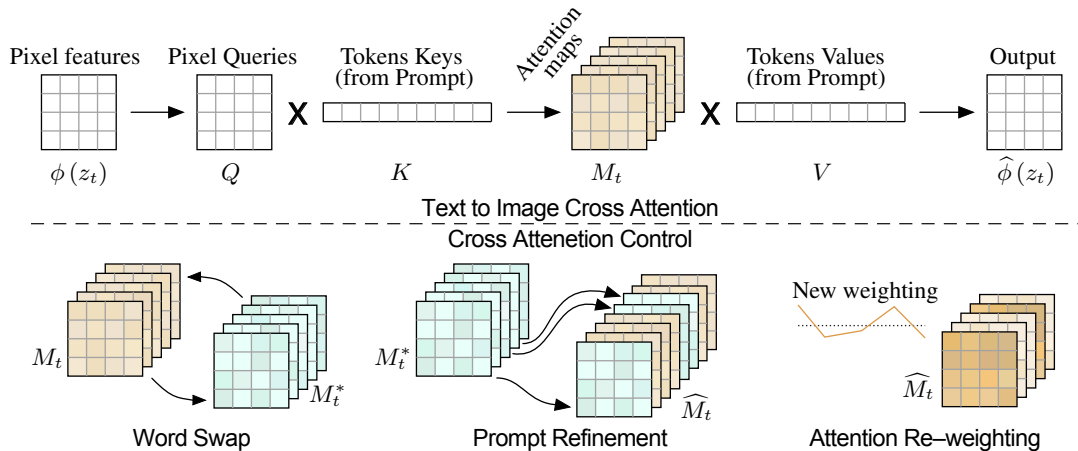 Pixel features
Pixel Queries
Tokens Keys
(from Prompt)
Attention
maps
Tokens Values
(from Prompt)
Output
X
X
ϕ (z_t)
Q
K
M_t
V
ϕ̂ (z_t)
Text to Image Cross Attention
Cross Attenetion Control
New weighting
M_t
M_t^*
M_t^*
M̂_t
M̂_t
Word Swap
Prompt Refinement
Attention Re–weighting